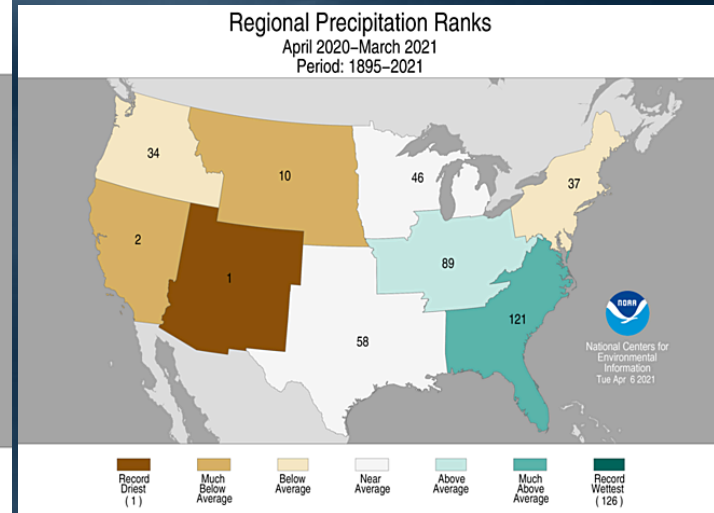 Regional Precipitation Ranks
April 2020–March 2021
Period: 1895–2021
34
10
46
37
2
1
89
58
121
NOAA
National Centers for
Environmental
Information
Tue Apr 6 2021
Record
Driest
(1)
Much
Below
Average
Below
Average
Near
Average
Above
Average
Much
Above
Average
Record
Wettest
(126)